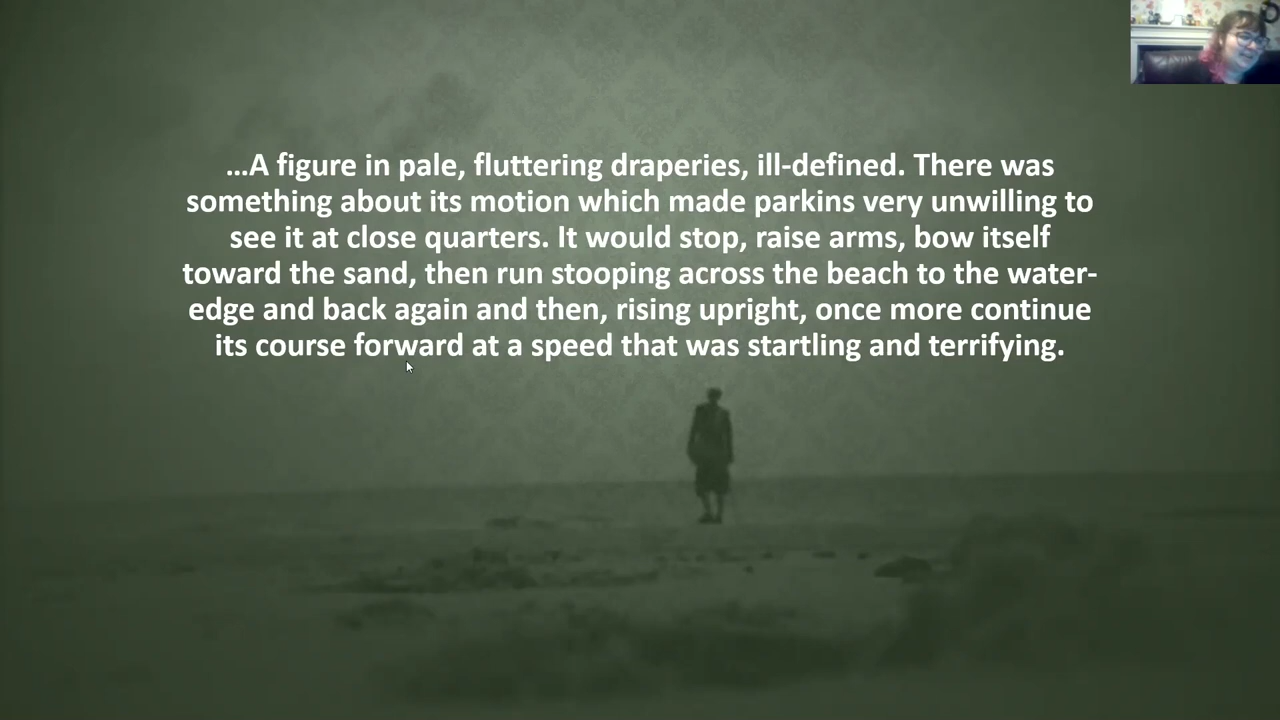 …A figure in pale, fluttering draperies, ill-defined. There was
something about its motion which made parkins very unwilling to
see it at close quarters. It would stop, raise arms, bow itself
toward the sand, then run stooping across the beach to the water-
edge and back again and then, rising upright, once more continue
its course forward at a speed that was startling and terrifying.